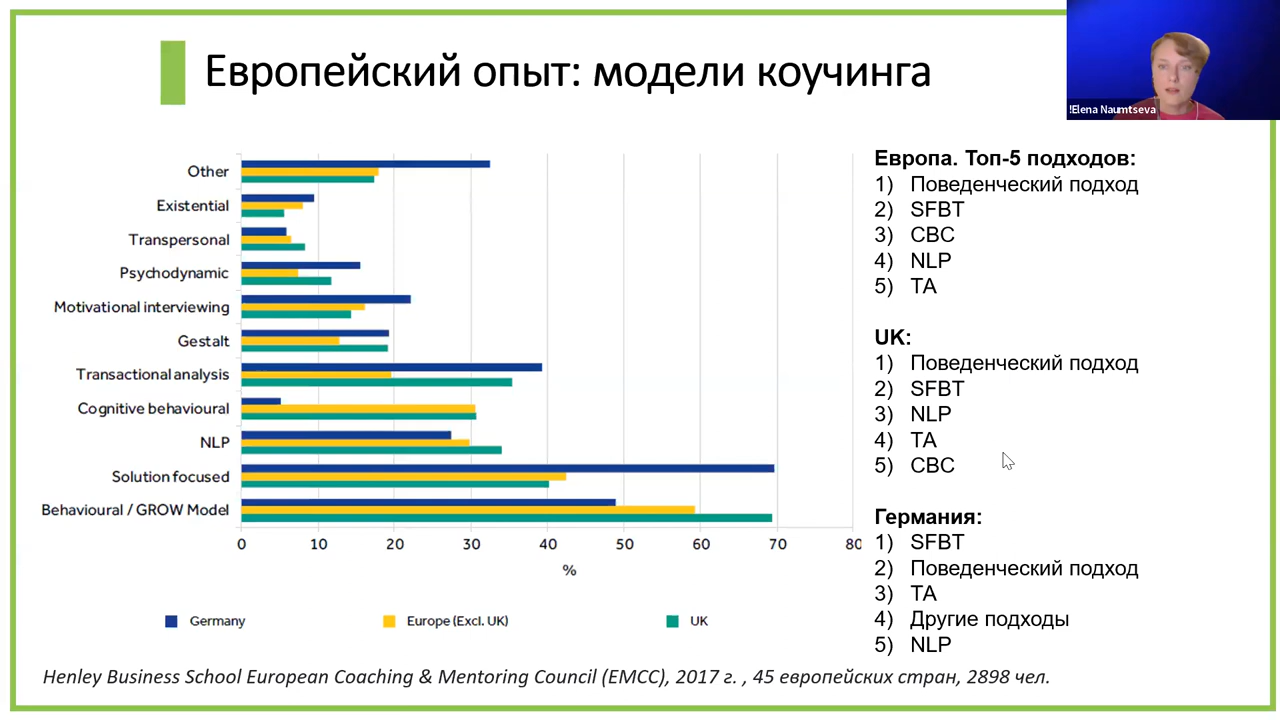 Европейский опыт: модели коучинга
!Elena Naumtseva
Other
Existential
Transpersonal
Psychodynamic
Motivational interviewing
Gestalt
Transactional analysis
Cognitive behavioural
NLP
Solution focused
Behavioural / GROW Model
0 10 20 30 40 50 60 70 80
%
Germany Europe (Excl. UK) UK
Европа. Топ-5 подходов:
1) Поведенческий подход
2) SFBT
3) CBC
4) NLP
5) TA
UK:
1) Поведенческий подход
2) SFBT
3) NLP
4) TA
5) CBC
Германия:
1) SFBT
2) Поведенческий подход
3) TA
4) Другие подходы
5) NLP
Henley Business School European Coaching & Mentoring Council (EMCC), 2017 г. , 45 европейских стран, 2898 чел.